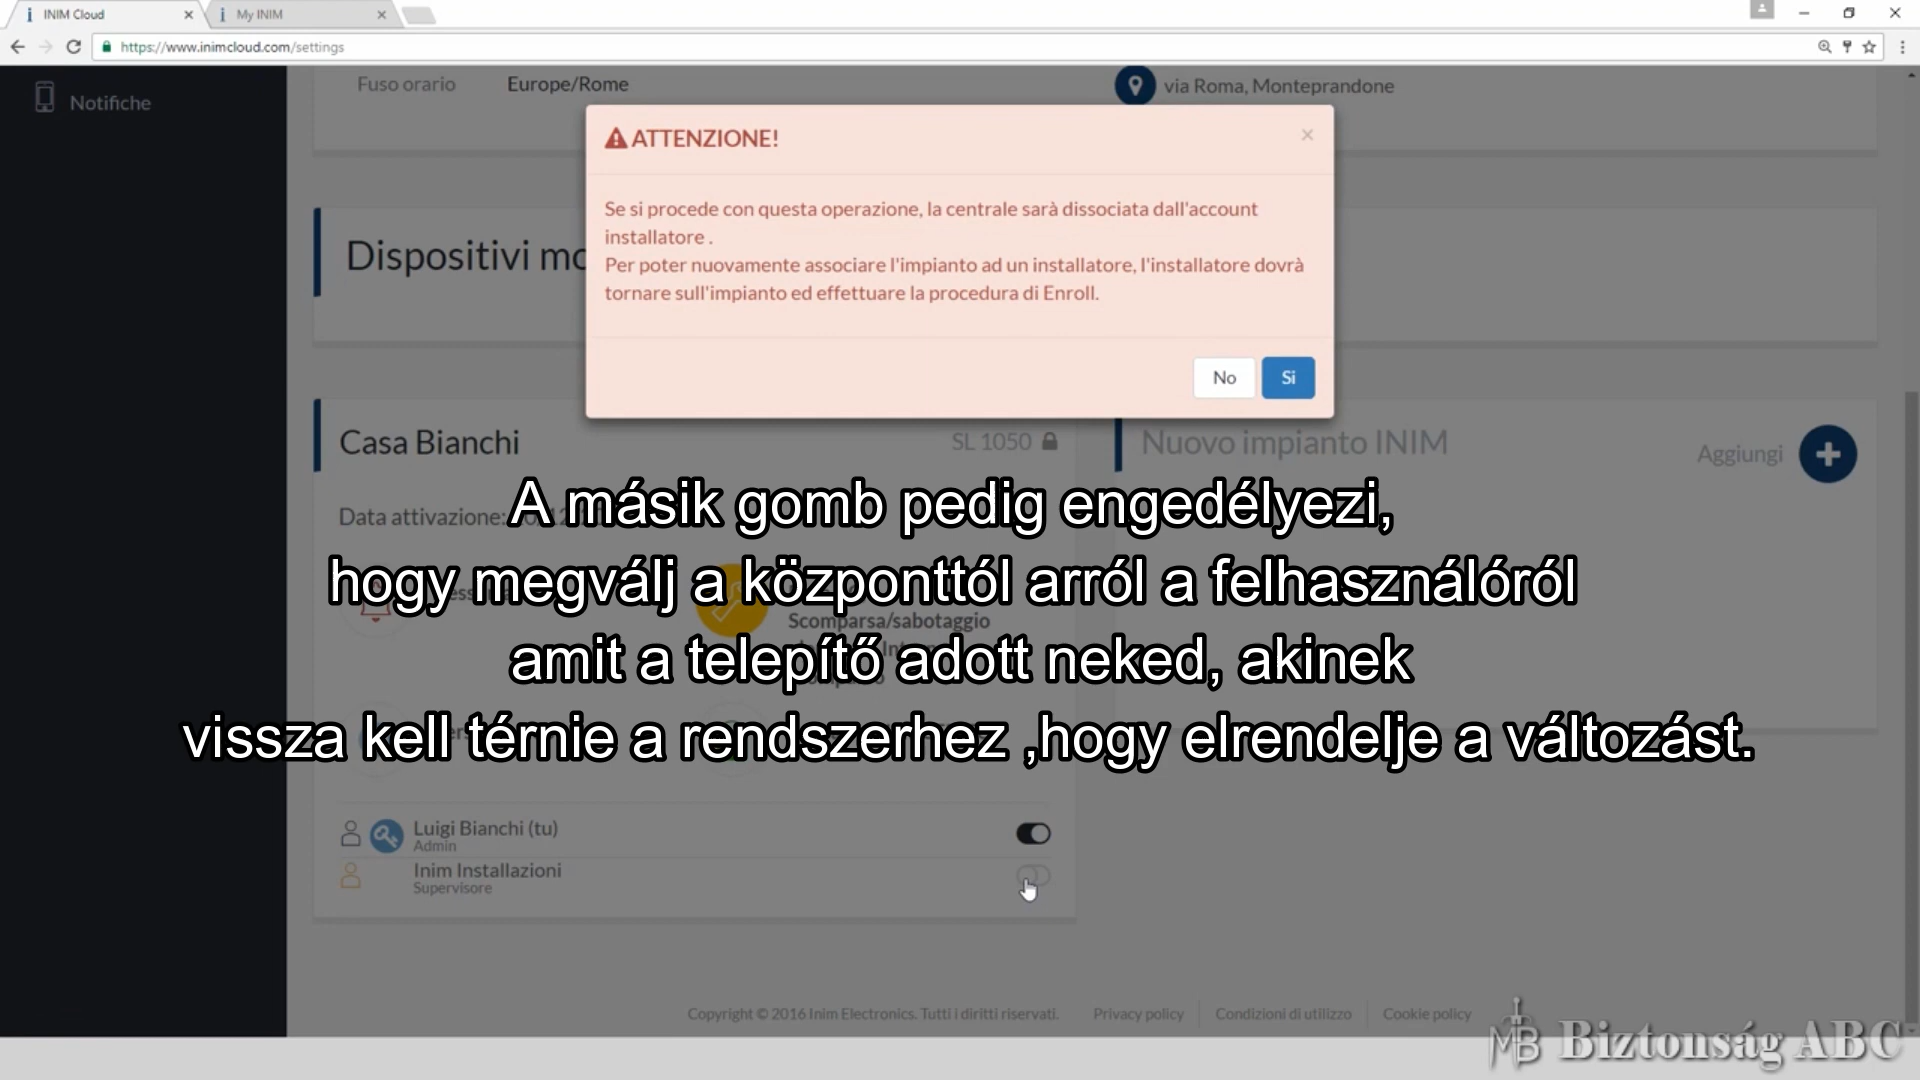 INIM Cloud
My INIM
https://www.inimcloud.com/settings
Notifiche
Fuso orario Europe/Rome
via Roma, Monteprandone
ATTENZIONE!
Se si procede con questa operazione, la centrale sarà dissociata dall'account
installatore .
Per poter nuovamente associare l'impianto ad un installatore, l'installatore dovrà
tornare sull'impianto ed effettuare la procedura di Enroll.
No Si
Dispositivi mo
Casa Bianchi SL 1050
Nuovo impianto INIM Aggiungi
Data attivazione:
A másik gomb pedig engedélyezi,
hogy megválj a központtól arról a felhasználóról
Scomparsa/sabotaggio
amit a telepítő adott neked, akinek
vissza kell térnie a rendszerhez ,hogy elrendelje a változást.
Luigi Bianchi (tu)
Admin
Inim Installazioni
Supervisore
Copyright © 2016 Inim Electronics. Tutti i diritti riservati. Privacy policy Condizioni di utilizzo Cookie policy
MB Biztonság ABC